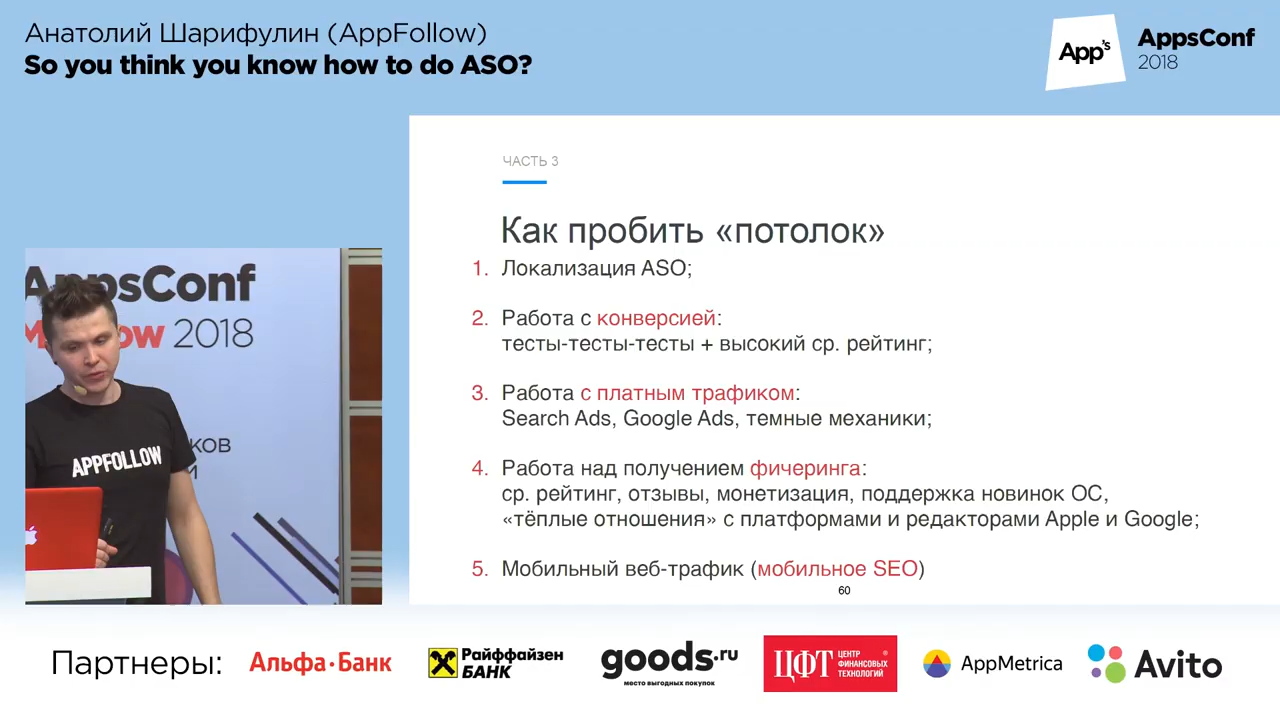 Анатолий Шарифулин (AppFollow)
So you think you know how to do ASO?
App's
AppsConf
2018
ЧАСТЬ 3
Как пробить «потолок»
1. Локализация ASO;
2. Работа с конверсией:
тесты-тесты-тесты + высокий ср. рейтинг;
3. Работа с платным трафиком:
Search Ads, Google Ads, темные механики;
4. Работа над получением фичеринга:
ср. рейтинг, отзывы, монетизация, поддержка новинок ОС,
«тёплые отношения» с платформами и редакторами Apple и Google;
5. Мобильный веб-трафик (мобильное SEO)
60
AppsConf
2018
APPFOLLOW
Партнеры:
Альфа·Банк
Райффайзен
БАНК
goods.ru
место выгодных покупок
ЦФТ
ЦЕНТР
ФИНАНСОВЫХ
ТЕХНОЛОГИЙ
®
AppMetrica
Avito